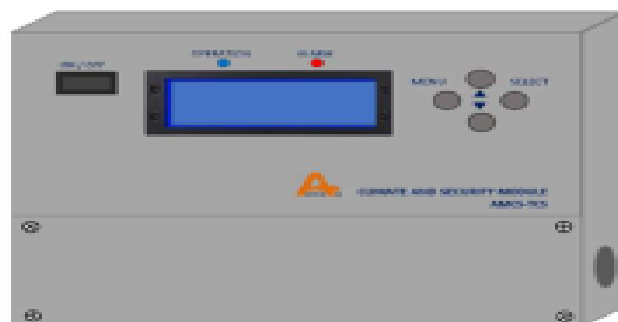 OPERATION
ALARM
ON / OFF
MENU
SELECT
CLIMATE AND SECURITY MODULE